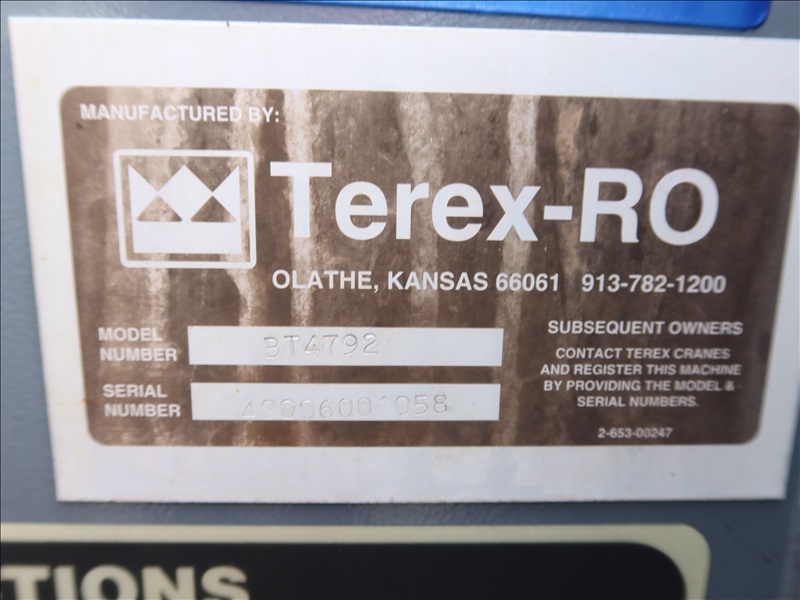 MANUFACTURED BY:
Terex-RO
OLATHE, KANSAS 66061 913-782-1200
MODEL NUMBER BT4792
SERIAL NUMBER
SUBSEQUENT OWNERS
CONTACT TEREX CRANES
AND REGISTER THIS MACHINE
BY PROVIDING THE MODEL &
SERIAL NUMBERS.
2-653-00247
TIONS